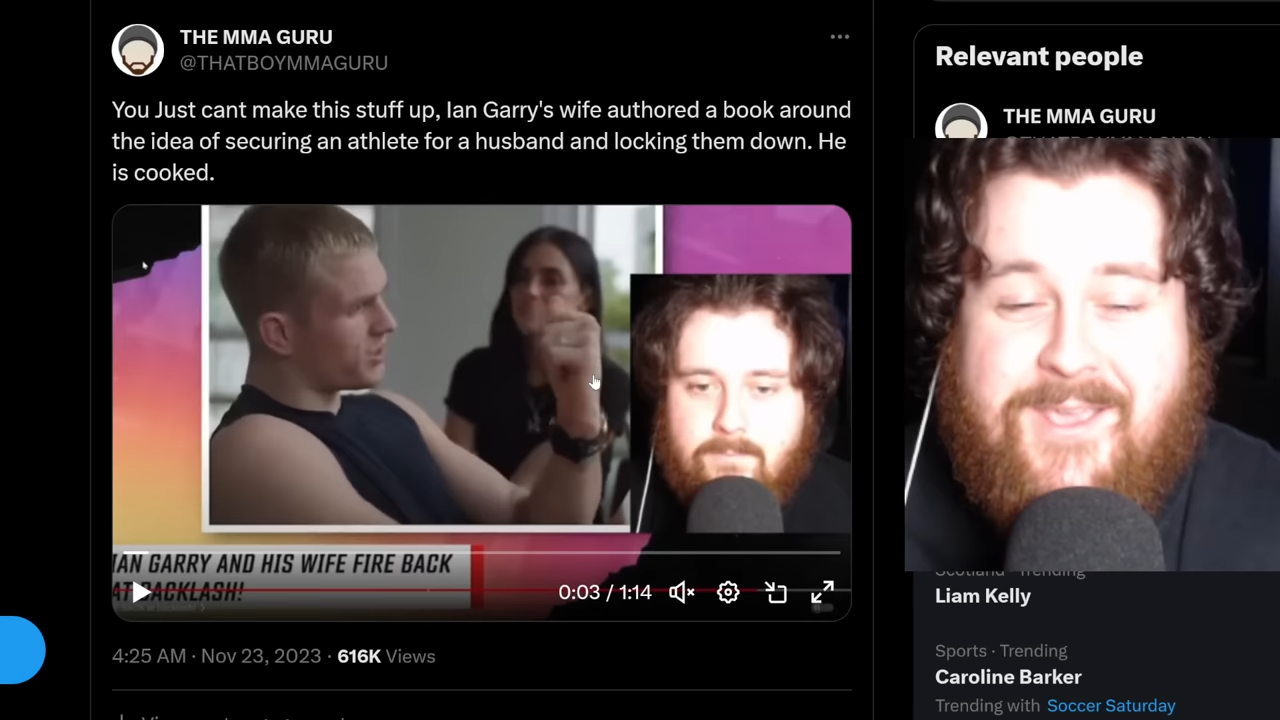 THE MMA GURU
@THATBOYMMAGURU
You Just cant make this stuff up, Ian Garry's wife authored a book around
the idea of securing an athlete for a husband and locking them down. He
is cooked.
IAN GARRY AND HIS WIFE FIRE BACK
AT BACKLASH!
0:03 / 1:14
4:25 AM · Nov 23, 2023 · 616K Views
Relevant people
THE MMA GURU
Scotland · Trending
Liam Kelly
Sports · Trending
Caroline Barker
Trending with Soccer Saturday